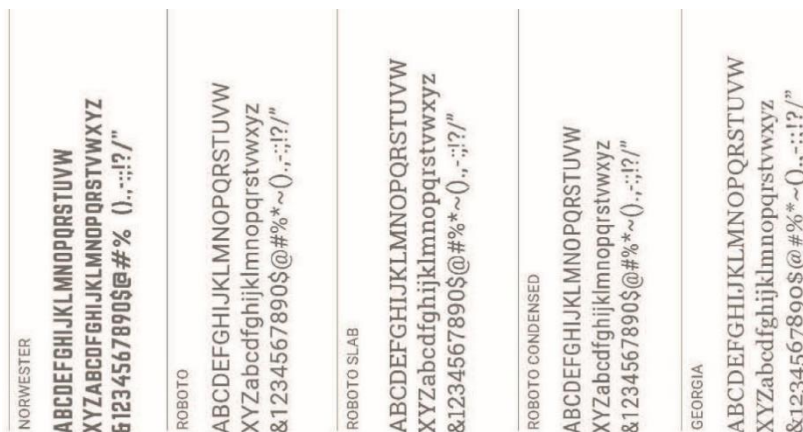 NORWESTER
ABCDEFGHIJKLMNOPQRSTUVW
XYZABCDFGHIJKLMNOPQRSTVWXYZ
&1234567890$@#% ().,-:;!?/"
ROBOTO
ABCDEFGHIJKLMNOPQRSTUVW
XYZabcdfghijklmnopqrstvwxyz
&1234567890$@#%*~().,-:;!?/"
ROBOTO SLAB
ABCDEFGHIJKLMNOPQRSTUVW
XYZabcdfghijklmnopqrstvwxyz
&1234567890$@#%*~().,-:;!?/"
ROBOTO CONDENSED
ABCDEFGHIJKLMNOPQRSTUVW
XYZabcdfghijklmnopqrstvwxyz
&1234567890$@#%*~().,-:;!?/"
GEORGIA
ABCDEFGHIJKLMNOPQRSTUVW
XYZabcdfghijklmnopqrstvwxyz
&1234567890$@#%*~().,-:;!?/"